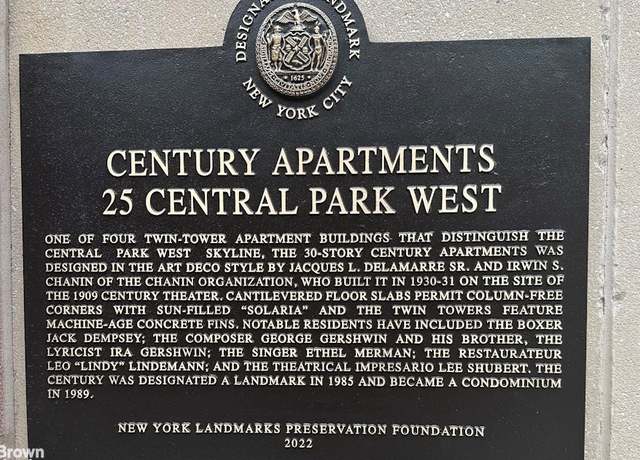 DESIGNA
NDMARK
1625
NEW YORK CITY
CENTURY APARTMENTS
25 CENTRAL PARK WEST
ONE OF FOUR TWIN-TOWER APARTMENT BUILDINGS THAT DISTINGUISH THE
CENTRAL PARK WEST SKYLINE, THE 30-STORY CENTURY APARTMENTS WAS
DESIGNED IN THE ART DECO STYLE BY JACQUES L. DELAMARRE SR. AND IRWIN S.
CHANIN OF THE CHANIN ORGANIZATION, WHO BUILT IT IN 1930-31 ON THE SITE OF
THE 1909 CENTURY THEATER. CANTILEVERED FLOOR SLABS PERMIT COLUMN-FREE
CORNERS WITH SUN-FILLED “SOLARIA” AND THE TWIN TOWERS FEATURE
MACHINE-AGE CONCRETE FINS. NOTABLE RESIDENTS HAVE INCLUDED THE BOXER
JACK DEMPSEY; THE COMPOSER GEORGE GERSHWIN AND HIS BROTHER, THE
LYRICIST IRA GERSHWIN; THE SINGER ETHEL MERMAN; THE RESTAURATEUR
LEO “LINDY” LINDEMANN; AND THE THEATRICAL IMPRESARIO LEE SHUBERT. THE
CENTURY WAS DESIGNATED A LANDMARK IN 1985 AND BECAME A CONDOMINIUM
IN 1989.
NEW YORK LANDMARKS PRESERVATION FOUNDATION
2022
Brown